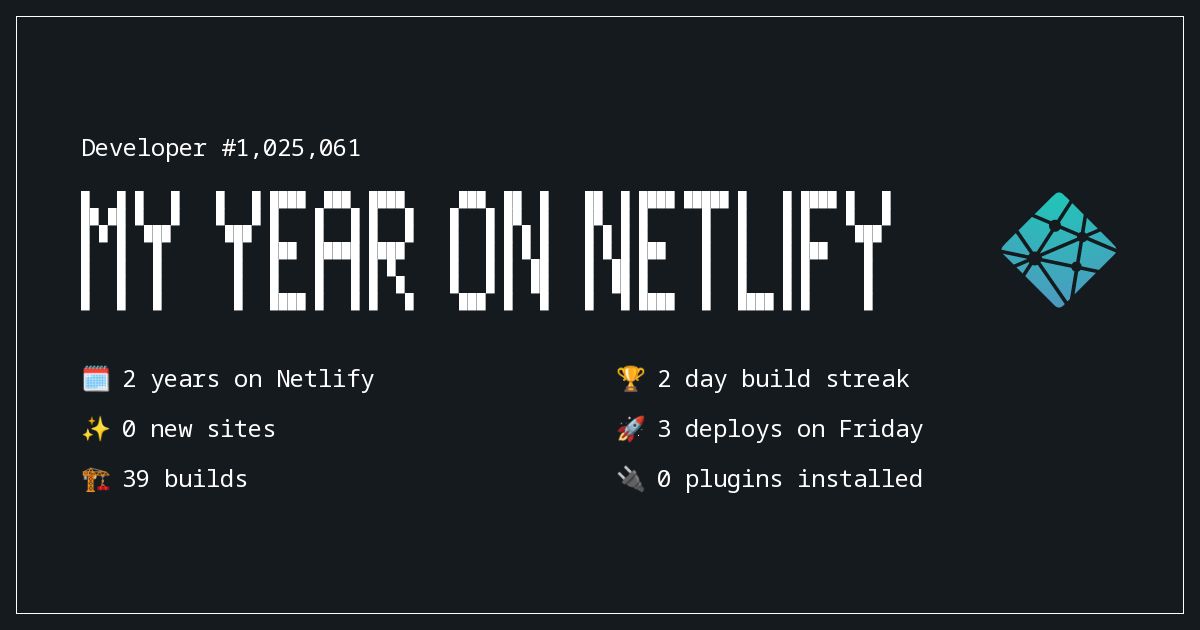 Developer #1,025,061
MY YEAR ON NETLIFY
2 years on Netlify
0 new sites
39 builds
2 day build streak
3 deploys on Friday
0 plugins installed